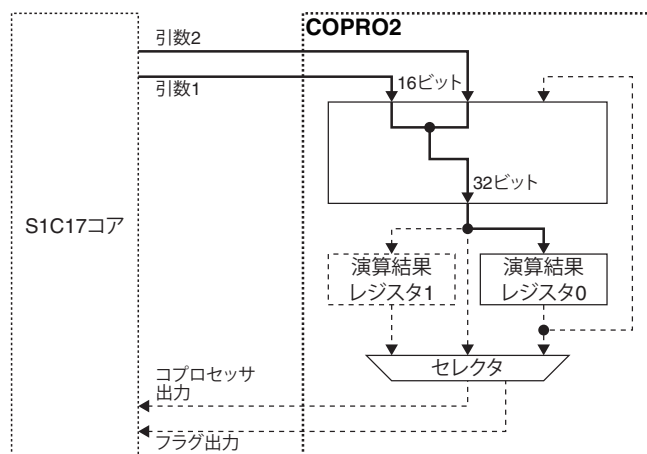 COPRO2
引数2
引数1
16ビット
32ビット
S1C17コア
演算結果
レジスタ1
演算結果
レジスタ0
セレクタ
コプロセッサ
出力
フラグ出力